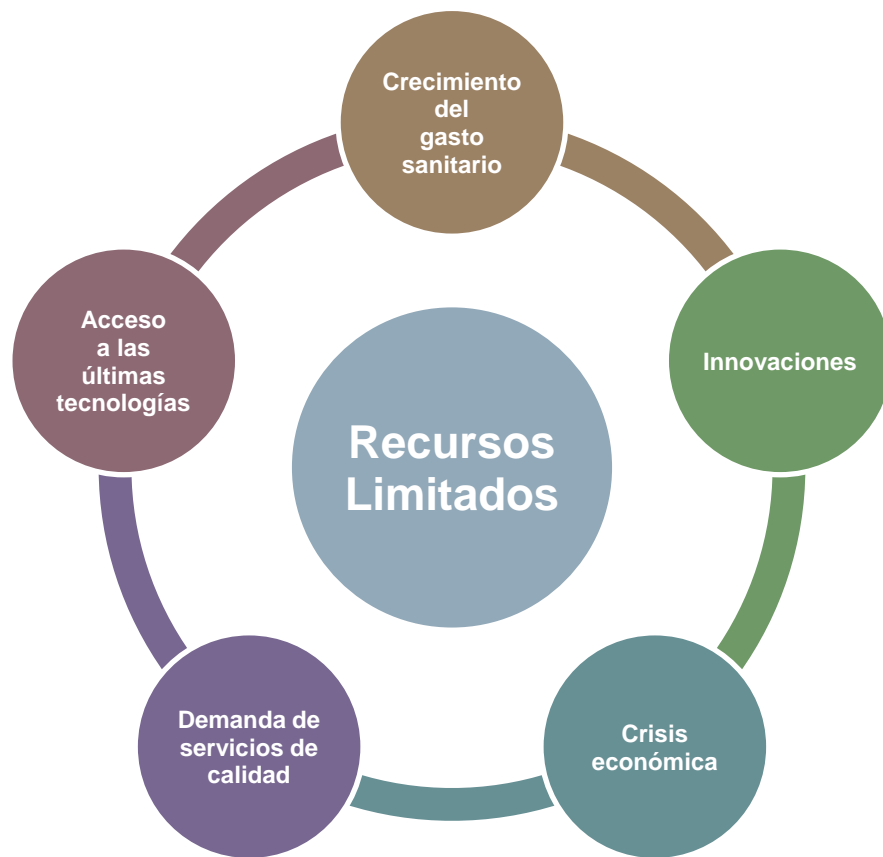 Crecimiento
del
gasto
sanitario
Innovaciones
Crisis
económica
Demanda de
servicios de
calidad
Acceso
a las
últimas
tecnologías
Recursos
Limitados